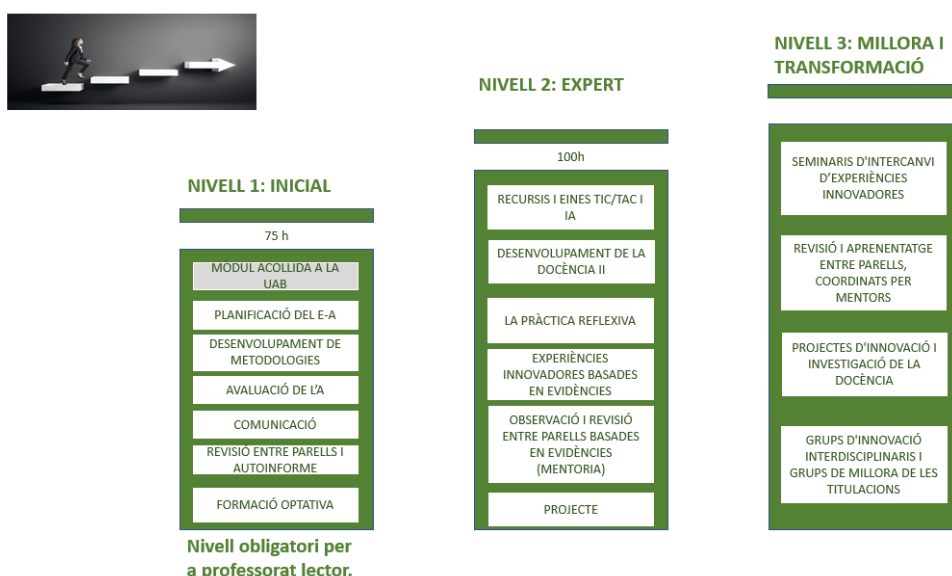 NIVELL 1: INICIAL
75 h
MODUL ACOLLIDA A LA
UAB
PLANIFICACIÓ DEL E-A
DESENVOLUPAMENT DE
METODOLOGIES
AVALUACIÓ DE L'A
COMUNICACIÓ
REVISIÓ ENTRE PARELLS I
AUTOINFORME
FORMACIÓ OPTATIVA
Nivell obligatori per
a professorat lector.
NIVELL 2: EXPERT
100h
RECURSIS I EINES TIC/TAC I
IA
DESENVOLUPAMENT DE LA
DOCÈNCIA II
LA PRÀCTICA REFLEXIVA
EXPERIÈNCIES
INNOVADORES BASADES
EN EVIDÈNCIES
OBSERVACIÓ I REVISIÓ
ENTRE PARELLS BASADES
EN EVIDÈNCIES
(MENTORIA)
PROJECTE
NIVELL 3: MILLORA I
TRANSFORMACIÓ
SEMINARIS D'INTERCANVI
D'EXPERIÈNCIES
INNOVADORES
REVISIÓ I APRENENTATGE
ENTRE PARELLS,
COORDINATS PER
MENTORS
PROJECTES D'INNOVACIÓ I
INVESTIGACIÓ DE LA
DOCÈNCIA
GRUPS D'INNOVACIÓ
INTERDISCIPLINARIS I
GRUPS DE MILLORA DE LES
TITULACIONS